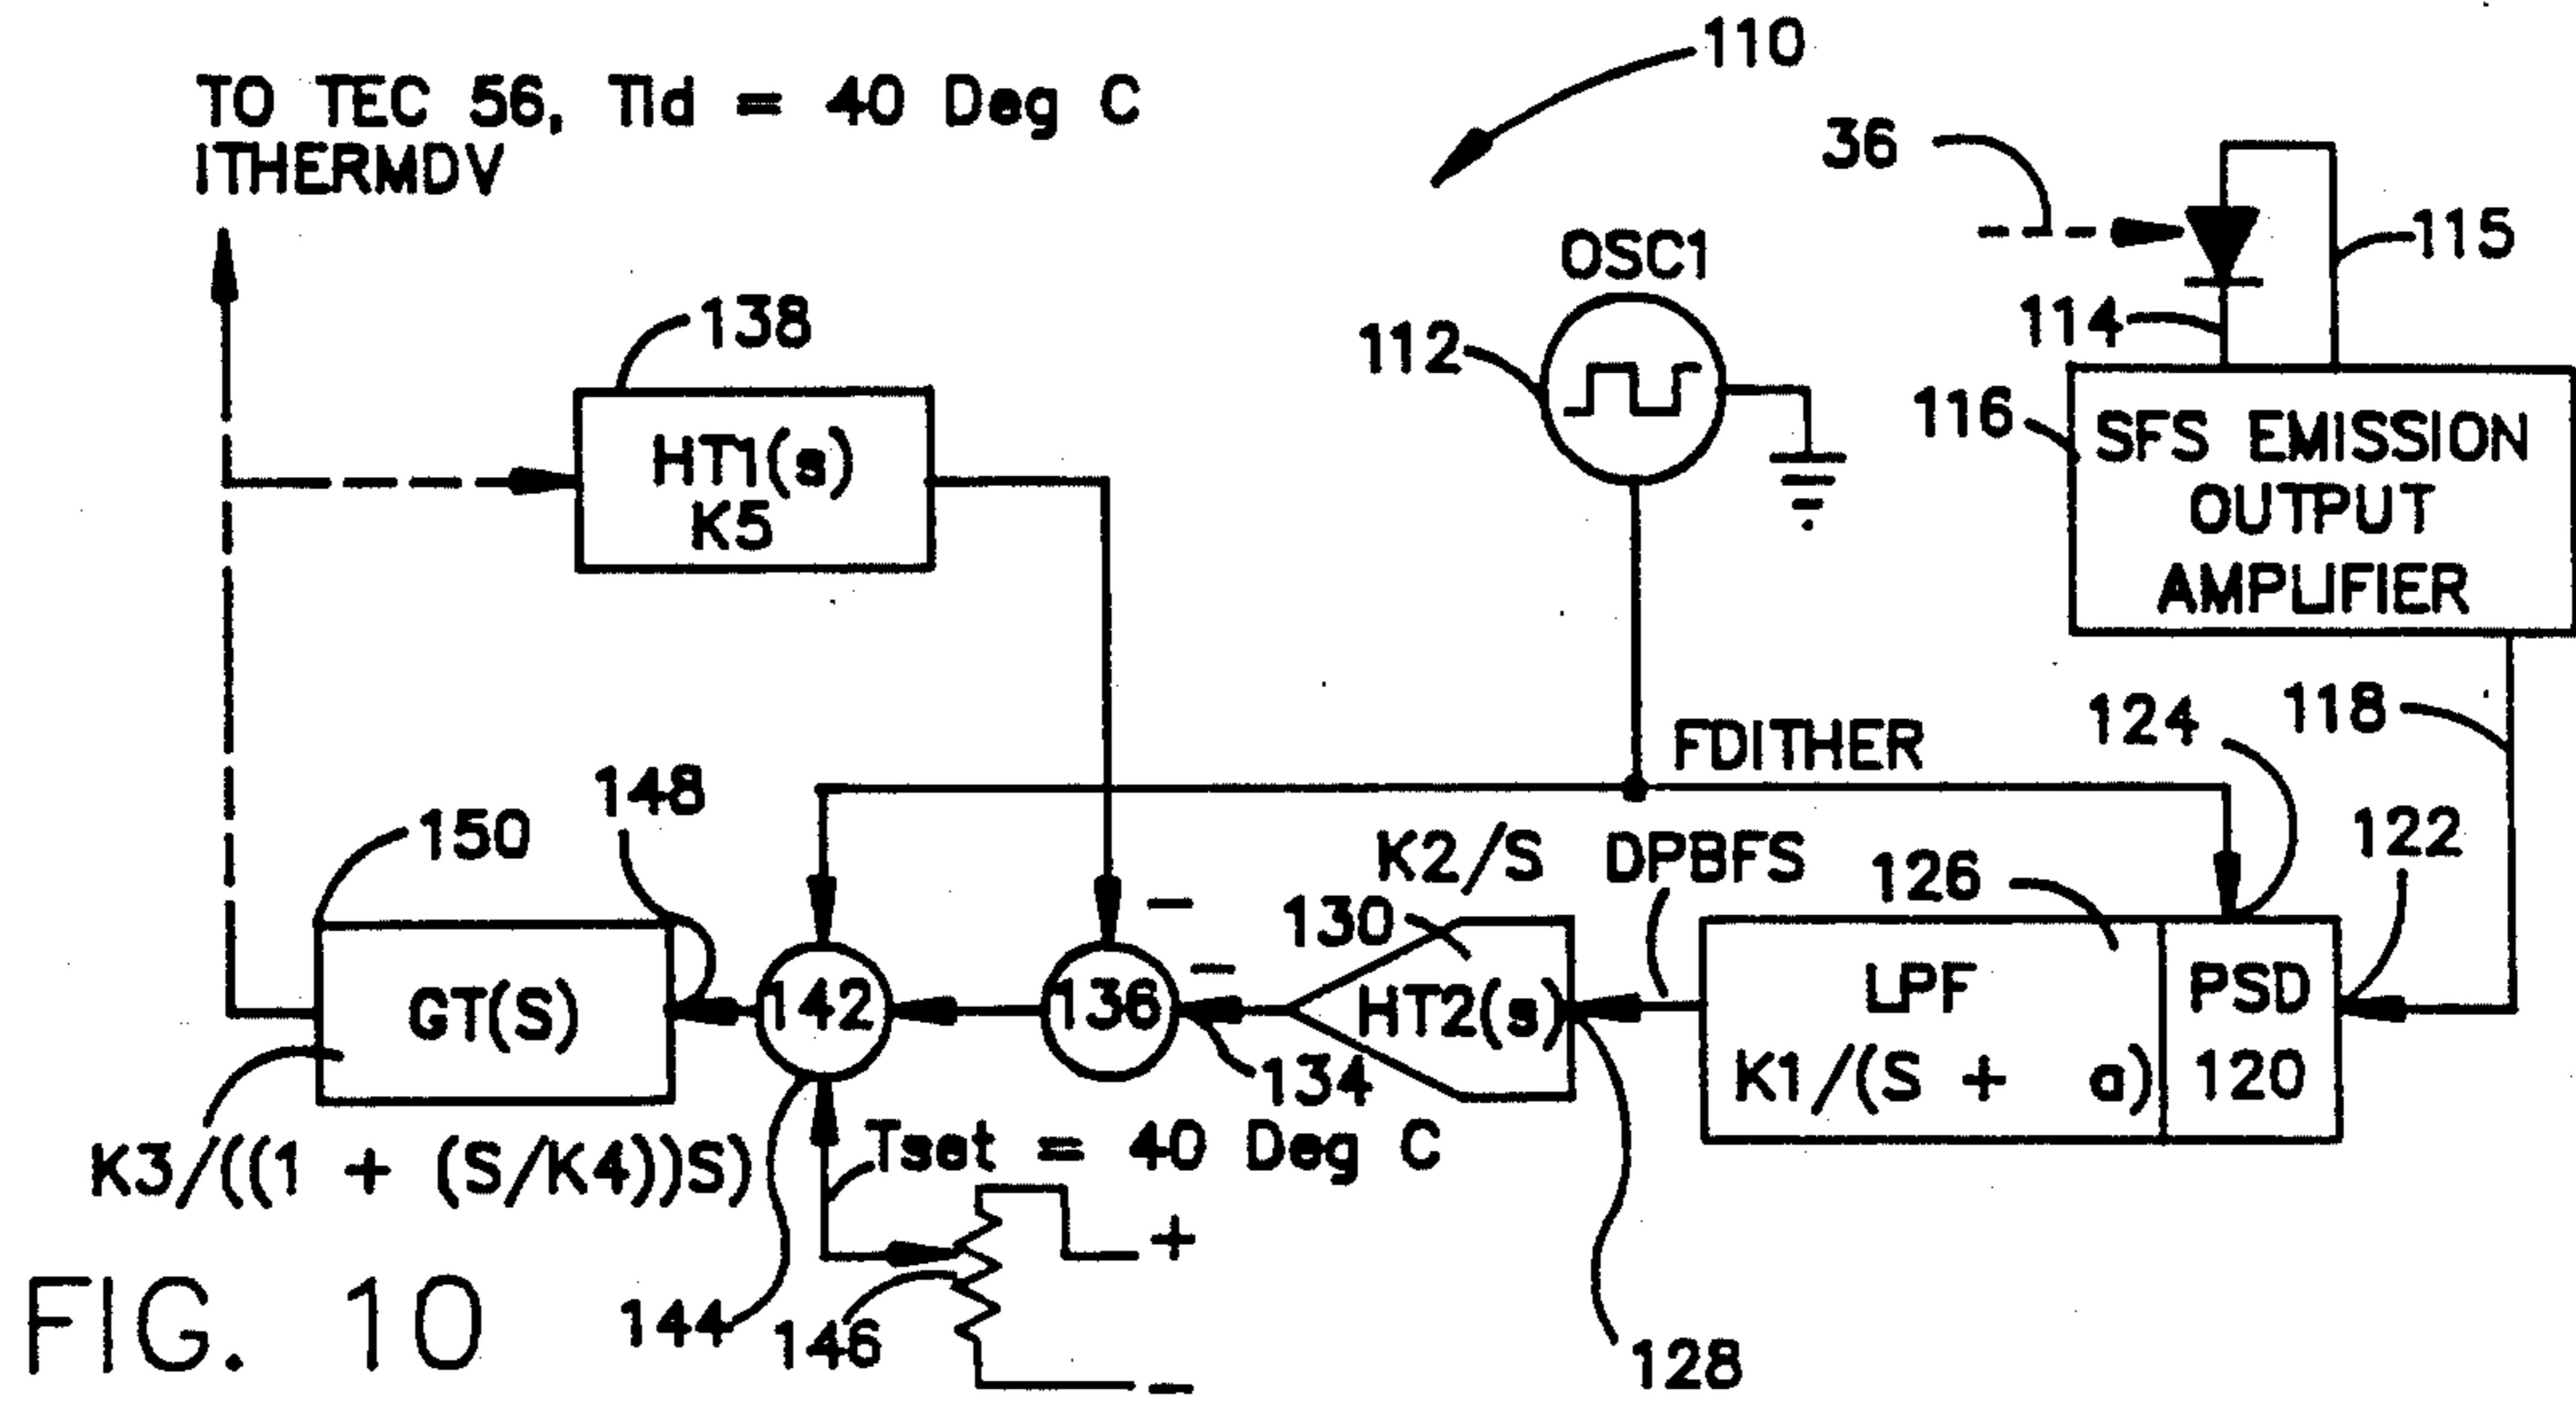 110
TO TEC 56, Tld = 40 Deg C
ITHERMDV
36
OSC1
115
114
138
112
HT1(s)
K5
116
SFS EMISSION
OUTPUT
AMPLIFIER
FDITHER
124
118
148
150
K2/S
DPBFS
126
122
130
-
-
GT(S)
142
136
HT2(s)
LPF
PSD
134
K1/(S + a)
120
Tset = 40 Deg C
K3/((1 + (S/K4))S)
+
144
146
128
-
FIG. 10